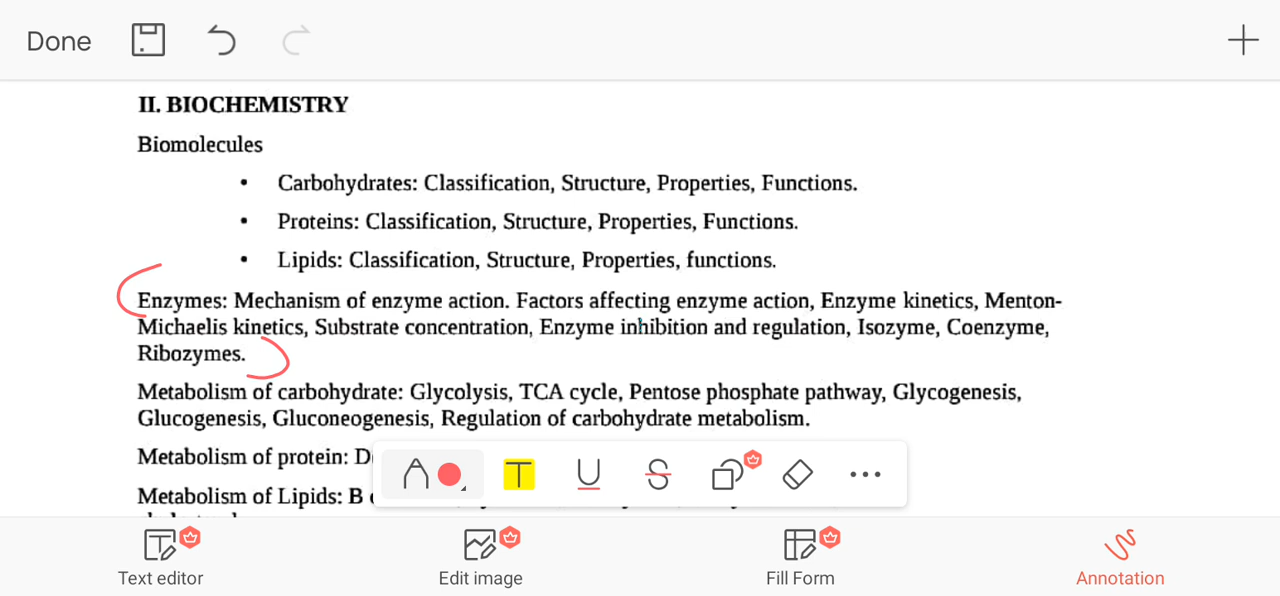 Done
II. BIOCHEMISTRY
Biomolecules
• Carbohydrates: Classification, Structure, Properties, Functions.
• Proteins: Classification, Structure, Properties, Functions.
• Lipids: Classification, Structure, Properties, functions.
Enzymes: Mechanism of enzyme action. Factors affecting enzyme action, Enzyme kinetics, Menton-
Michaelis kinetics, Substrate concentration, Enzyme inhibition and regulation, Isozyme, Coenzyme,
Ribozymes.
Metabolism of carbohydrate: Glycolysis, TCA cycle, Pentose phosphate pathway, Glycogenesis,
Glucogenesis, Gluconeogenesis, Regulation of carbohydrate metabolism.
Metabolism of protein:
Metabolism of Lipids: B
T U S
Text editor Edit image Fill Form Annotation